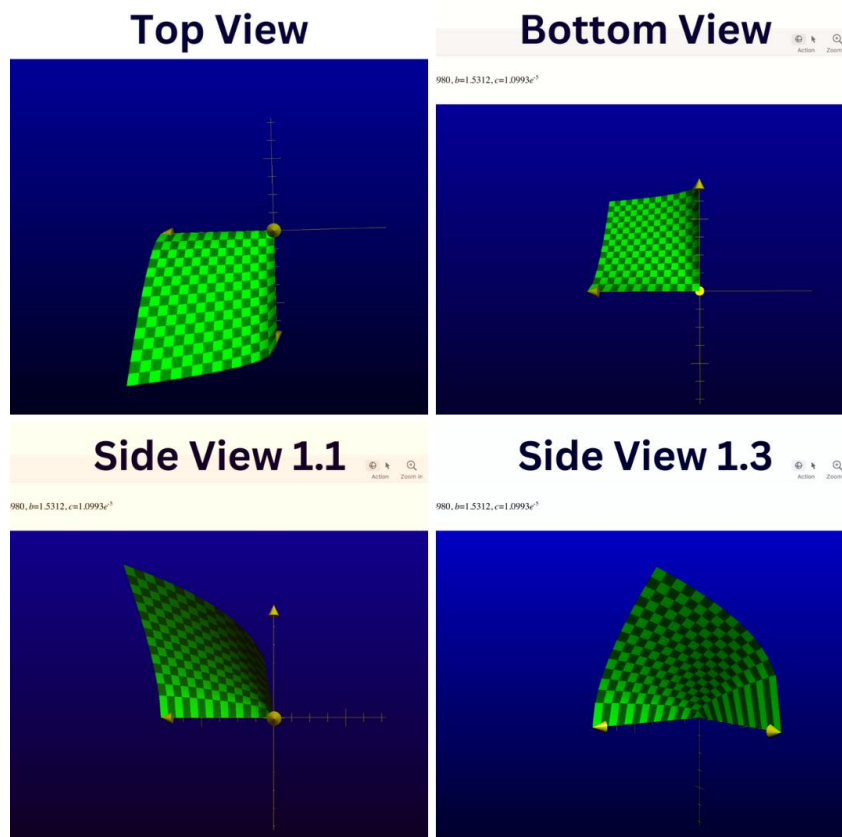 Top View
Bottom View
Action
Zoom
980, b=1.5312, c=1.0993e⁻⁵
Side View 1.1
Action
Zoom in
980, b=1.5312, c=1.0993e⁻⁵
Side View 1.3
Action
Zoom
980, b=1.5312, c=1.0993e⁻⁵